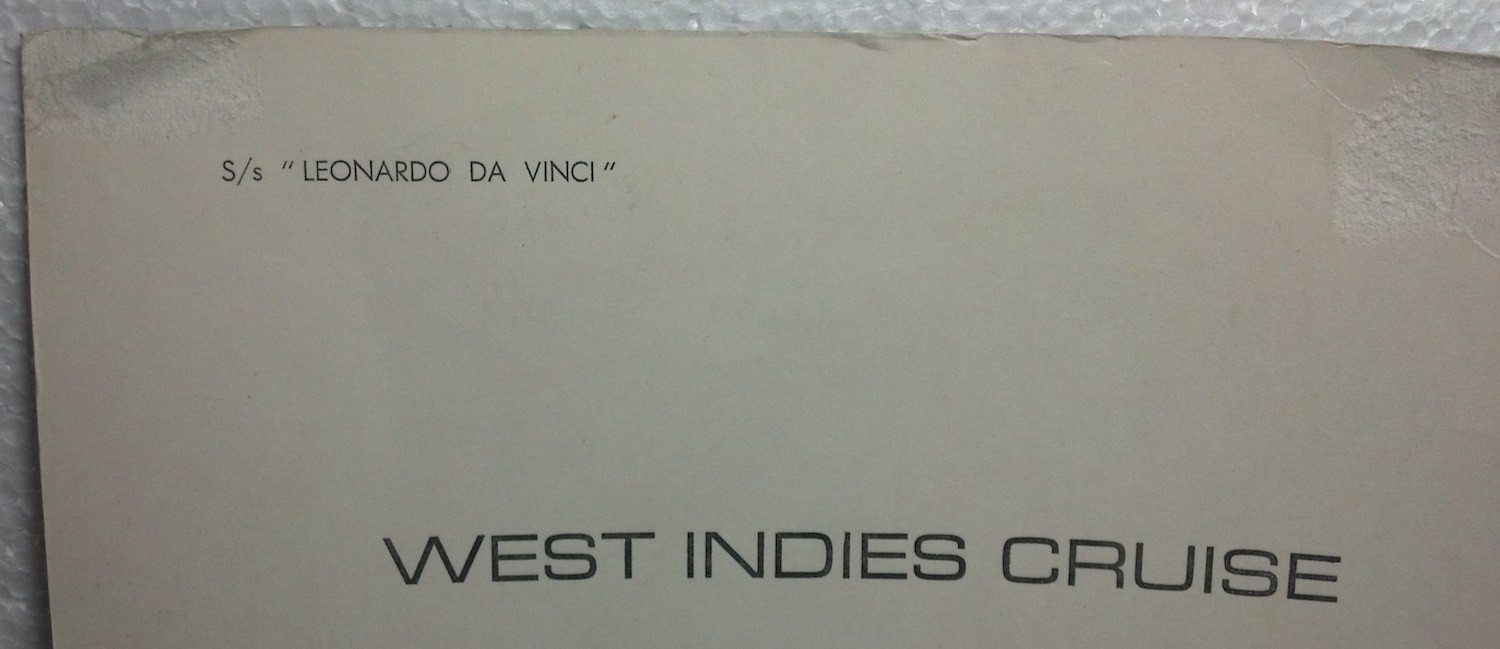 S/s "LEONARDO DA VINCI"
WEST INDIES CRUISE